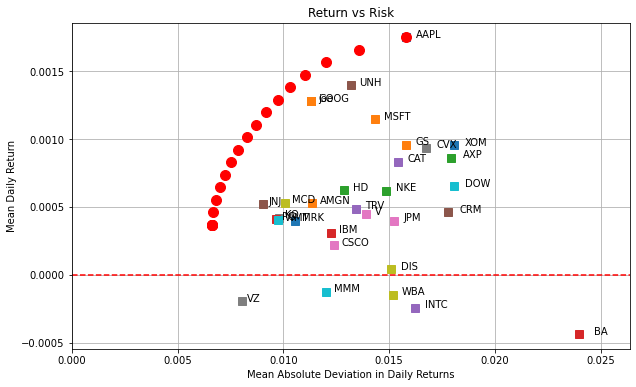 Return vs Risk
AAPL
0.0015
UNH
GOOG
MSFT
0.0010
GS
CVX
XOM
CAT
AXP
DOW
HD
NKE
0.0005
JNJ
MCD
AMGN
TRV
V
CRM
KO
MRK
JPM
IBM
CSCO
DIS
0.0000
MMM
WBA
VZ
INTC
BA
−0.0005
0.000
0.005
0.010
0.015
0.020
0.025
Mean Daily Return
Mean Absolute Deviation in Daily Returns